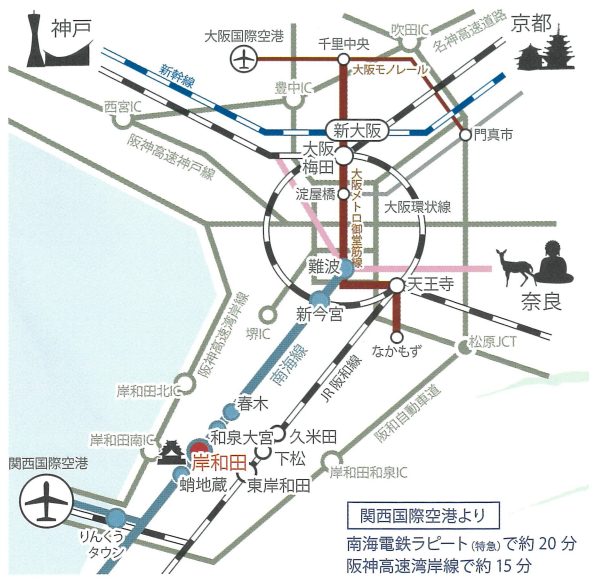 神戸
京都
吹田IC
名神高速道路
大阪国際空港
千里中央
大阪モノレール
新幹線
豊中IC
西宮IC
新大阪
門真市
阪神高速神戸線
大阪
梅田
淀屋橋
大阪メトロ御堂筋線
大阪環状線
難波
天王寺
奈良
新今宮
阪神高速湾岸線
堺IC
南海線
なかもず
松原JCT
JR阪和線
岸和田北IC
春木
阪和自動車道
岸和田南IC
和泉大宮
久米田
岸和田
下松
関西国際空港
蛸地蔵
東岸和田
岸和田和泉IC
りんくう
タウン
関西国際空港より
南海電鉄ラピート(特急)で約20分
阪神高速湾岸線で約15分